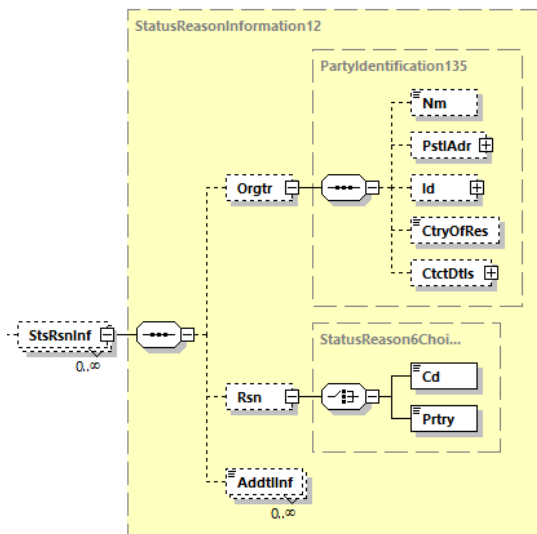 StatusReasonInformation12
PartyIdentification135
Nm
PstlAdr
Orgtr
Id
CtryOfRes
CtctDtls
StsRsnInf
0..∞
StatusReason6Choi...
Cd
Rsn
Prtry
AddtlInf
0..∞